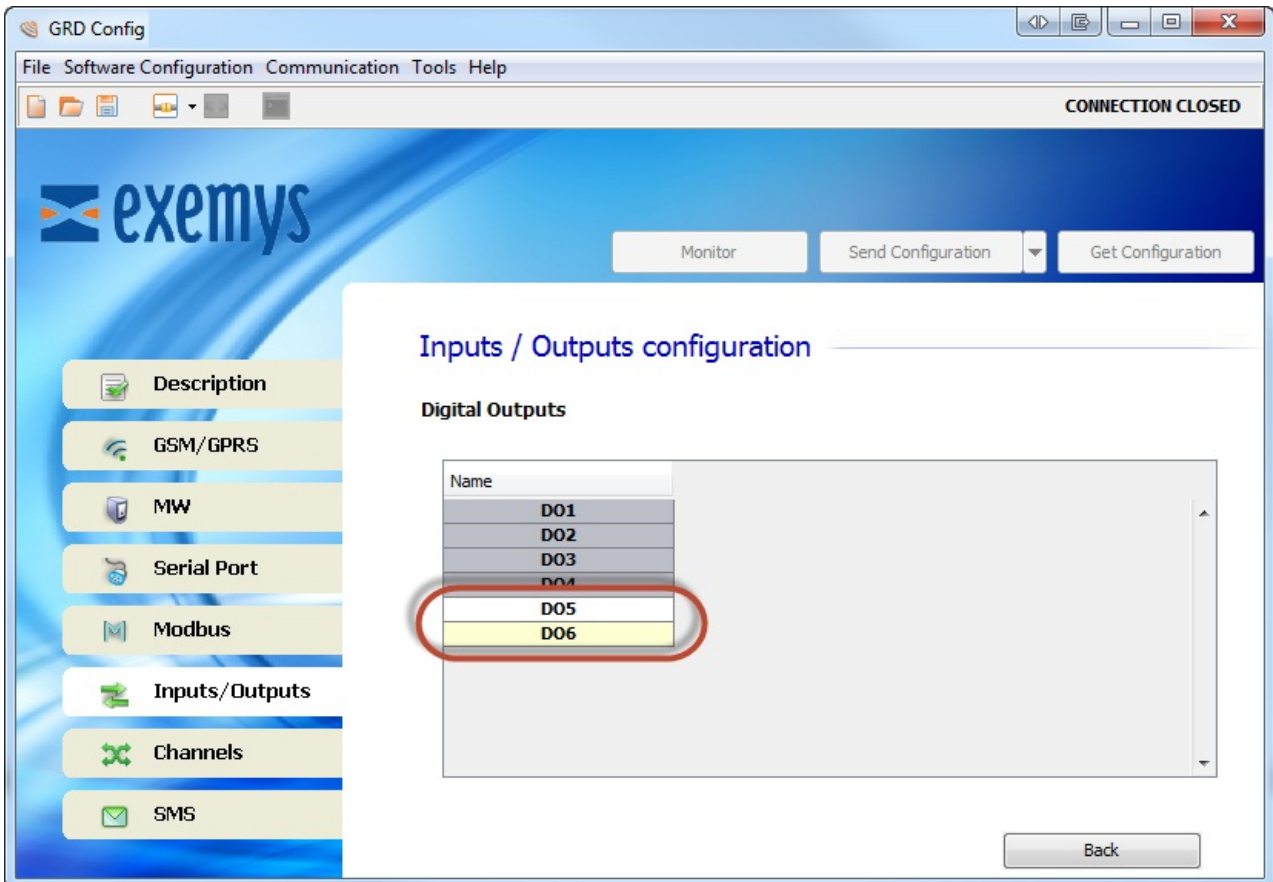 GRD Config
File Software Configuration Communication Tools Help
CONNECTION CLOSED
exemys
Monitor
Send Configuration
Get Configuration
Inputs / Outputs configuration
Description
Digital Outputs
GSM/GPRS
Name
MW
DO1
DO2
DO3
Serial Port
DO4
DO5
Modbus
DO6
Inputs/Outputs
Channels
SMS
Back